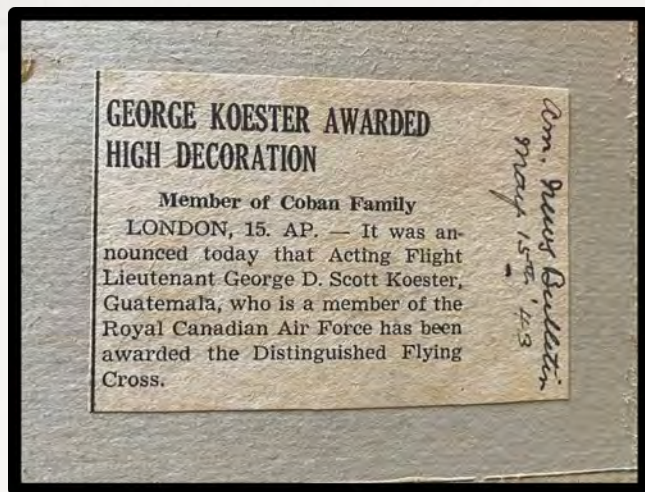 GEORGE KOESTER AWARDED
HIGH DECORATION
Member of Coban Family
LONDON, 15. AP. — It was an-
nounced today that Acting Flight
Lieutenant George D. Scott Koester,
Guatemala, who is a member of the
Royal Canadian Air Force has been
awarded the Distinguished Flying
Cross.
Am. News Bulletin
May 15th '43